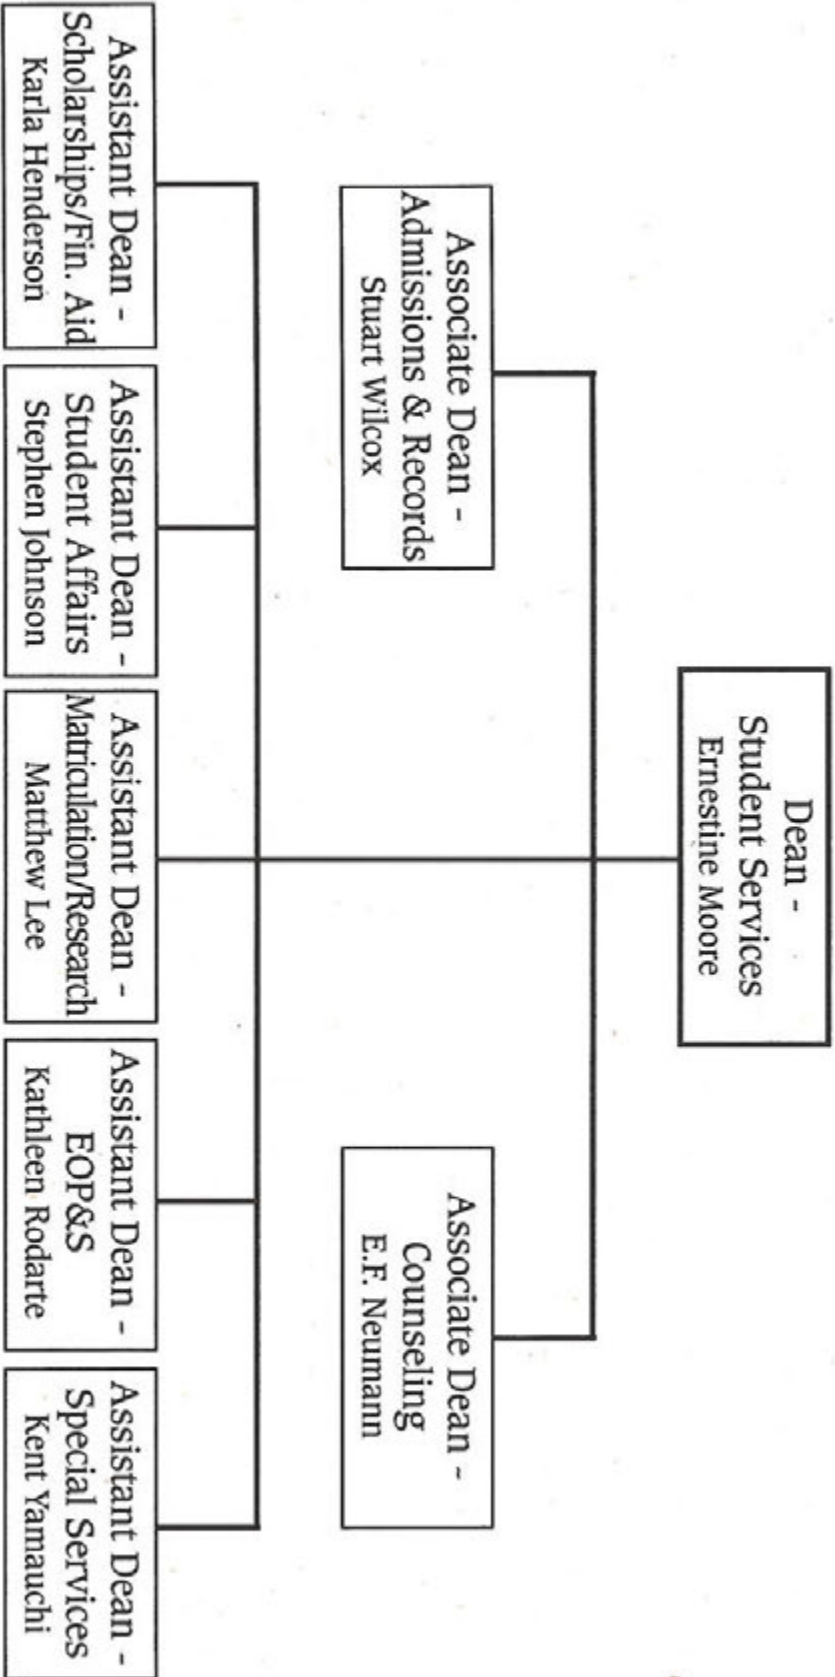 Dean -
Student Services
Ernestine Moore
Associate Dean -
Admissions & Records
Stuart Wilcox
Associate Dean -
Counseling
E.F. Neumann
Assistant Dean -
Scholarships/Fin. Aid
Karla Henderson
Assistant Dean -
Student Affairs
Stephen Johnson
Assistant Dean -
Matriculation/Research
Matthew Lee
Assistant Dean -
EOP&S
Kathleen Rodarte
Assistant Dean -
Special Services
Kent Yamauchi